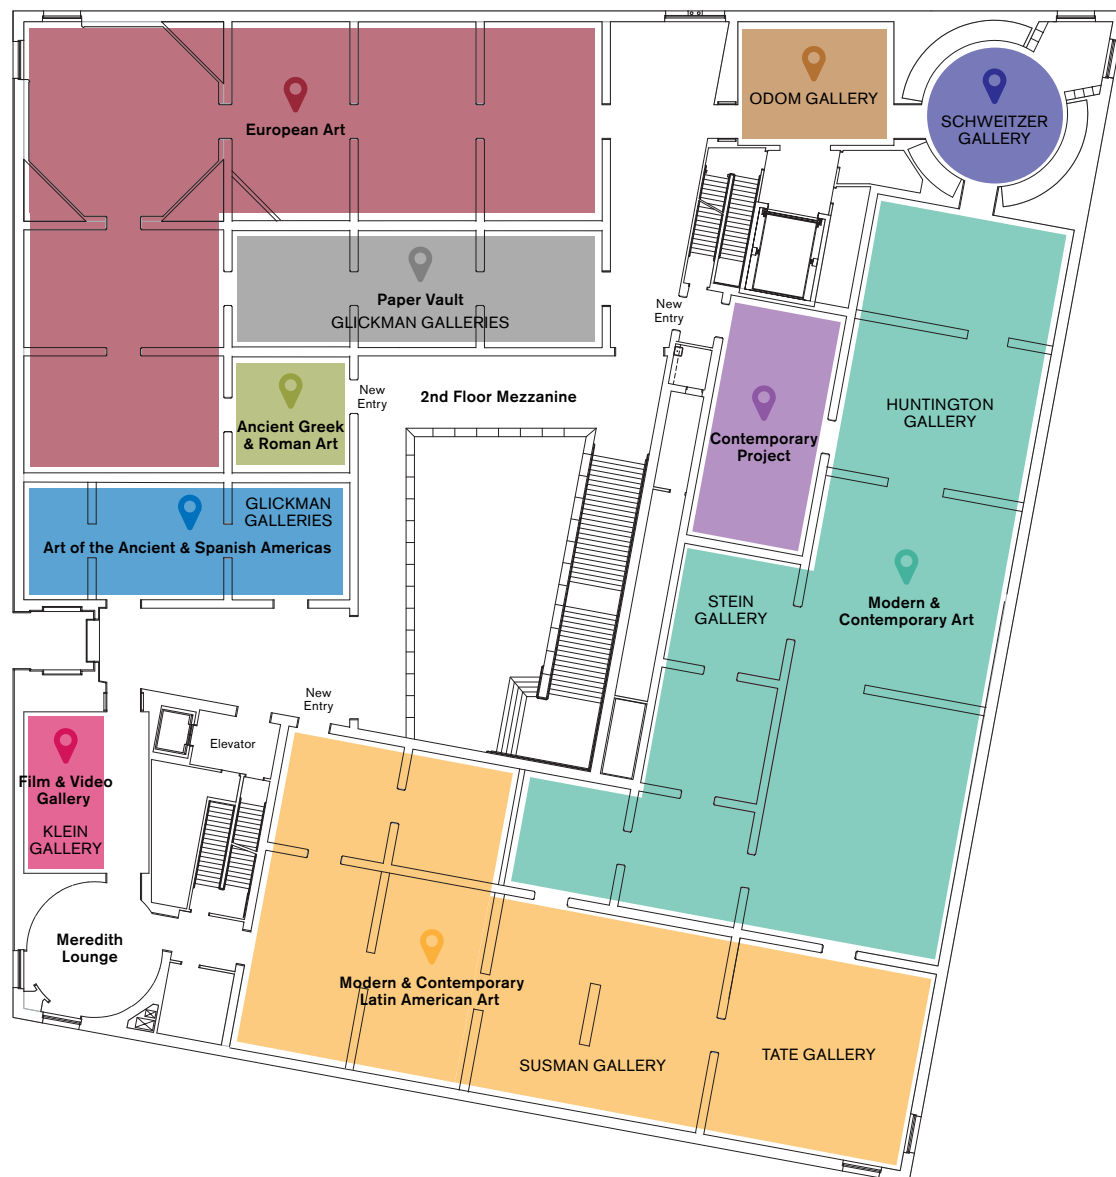 European Art
ODOM GALLERY
SCHWEITZER
GALLERY
Paper Vault
GLICKMAN GALLERIES
New
Entry
Ancient Greek
& Roman Art
New
Entry
2nd Floor Mezzanine
Contemporary
Project
HUNTINGTON
GALLERY
GLICKMAN
GALLERIES
Art of the Ancient & Spanish Americas
STEIN
GALLERY
Modern &
Contemporary Art
New
Entry
Elevator
Film & Video
Gallery
KLEIN
GALLERY
Meredith
Lounge
Modern & Contemporary
Latin American Art
SUSMAN GALLERY
TATE GALLERY